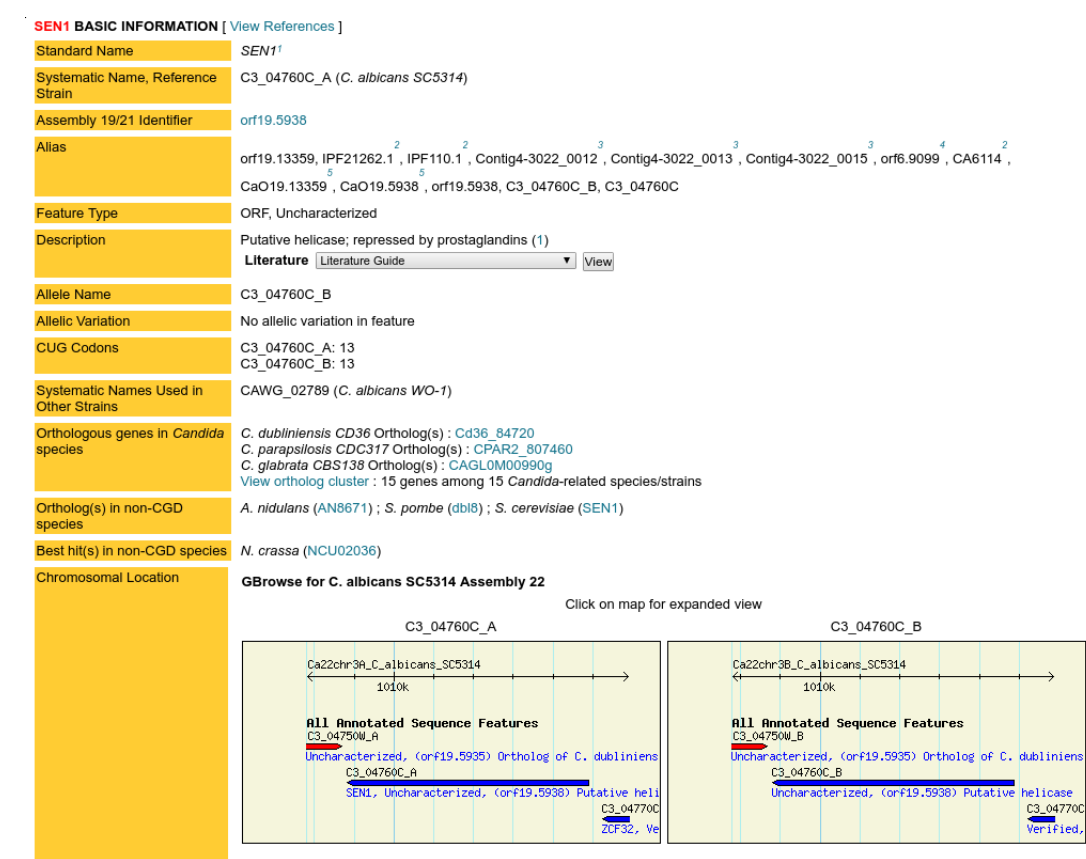 SEN1 BASIC INFORMATION [ View References ]
Standard Name SEN1 1
Systematic Name, Reference Strain C3_04760C_A (C. albicans SC5314)
Assembly 19/21 Identifier orf19.5938
Alias orf19.13359, IPF21262.1 2 , IPF110.1 2 , Contig4-3022_0012 3 , Contig4-3022_0013 3 , Contig4-3022_0015 3 , orf6.9099 4 , CA6114 2 ,
CaO19.13359 5 , CaO19.5938 5 , orf19.5938, C3_04760C_B, C3_04760C
Feature Type ORF, Uncharacterized
Description Putative helicase; repressed by prostaglandins (1)
Literature Literature Guide ▼ View
Allele Name C3_04760C_B
Allelic Variation No allelic variation in feature
CUG Codons C3_04760C_A: 13
C3_04760C_B: 13
Systematic Names Used in Other Strains CAWG_02789 (C. albicans WO-1)
Orthologous genes in Candida species C. dubliniensis CD36 Ortholog(s) : Cd36_84720
C. parapsilosis CDC317 Ortholog(s) : CPAR2_807460
C. glabrata CBS138 Ortholog(s) : CAGL0M00990g
View ortholog cluster : 15 genes among 15 Candida-related species/strains
Ortholog(s) in non-CGD species A. nidulans (AN8671) ; S. pombe (dbl8) ; S. cerevisiae (SEN1)
Best hit(s) in non-CGD species N. crassa (NCU02036)
Chromosomal Location GBrowse for C. albicans SC5314 Assembly 22
Click on map for expanded view
C3_04760C_A
Ca22chr3A_C_albicans_SC5314
1010k
All Annotated Sequence Features
C3_04750W_A
Uncharacterized, (orf19.5935) Ortholog of C. dubliniens
C3_04760C_A
SEN1, Uncharacterized, (orf19.5938) Putative heli
C3_04770C
ZCF32, Ve
C3_04760C_B
Ca22chr3B_C_albicans_SC5314
1010k
All Annotated Sequence Features
C3_04750W_B
Uncharacterized, (orf19.5935) Ortholog of C. dubliniens
C3_04760C_B
Uncharacterized, (orf19.5938) Putative helicase
C3_04770C
Verified,